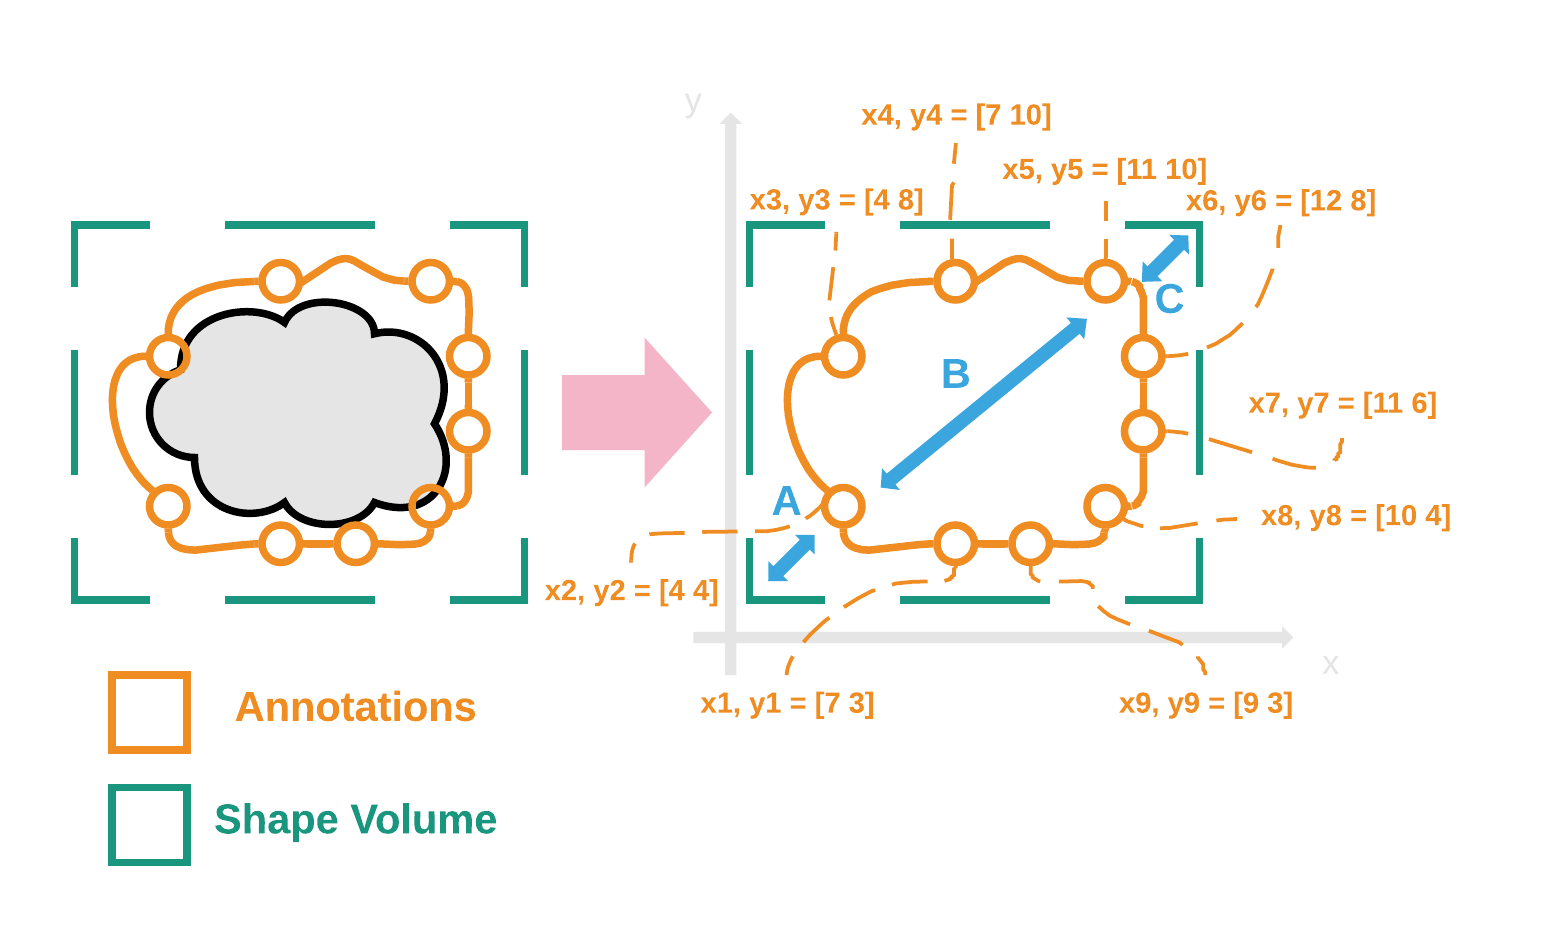 y
x4, y4 = [7 10]
x5, y5 = [11 10]
x3, y3 = [4 8]
x6, y6 = [12 8]
C
B
x7, y7 = [11 6]
A
x8, y8 = [10 4]
x2, y2 = [4 4]
x
x1, y1 = [7 3]
x9, y9 = [9 3]
Annotations
Shape Volume